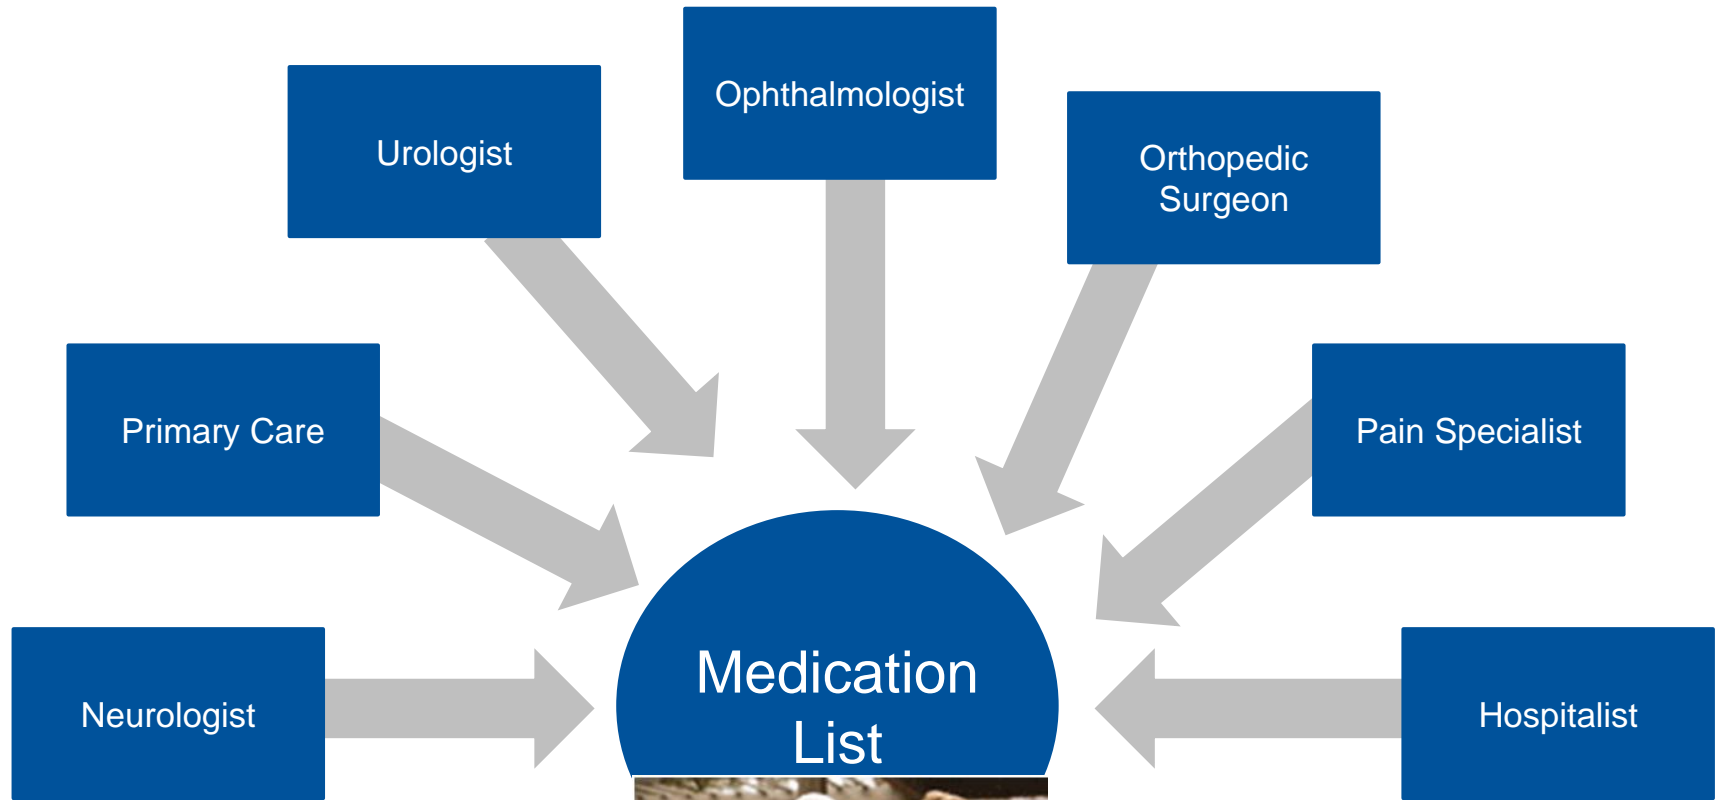 Ophthalmologist
Urologist
Orthopedic
Surgeon
Primary Care
Pain Specialist
Medication
List
Neurologist
Hospitalist